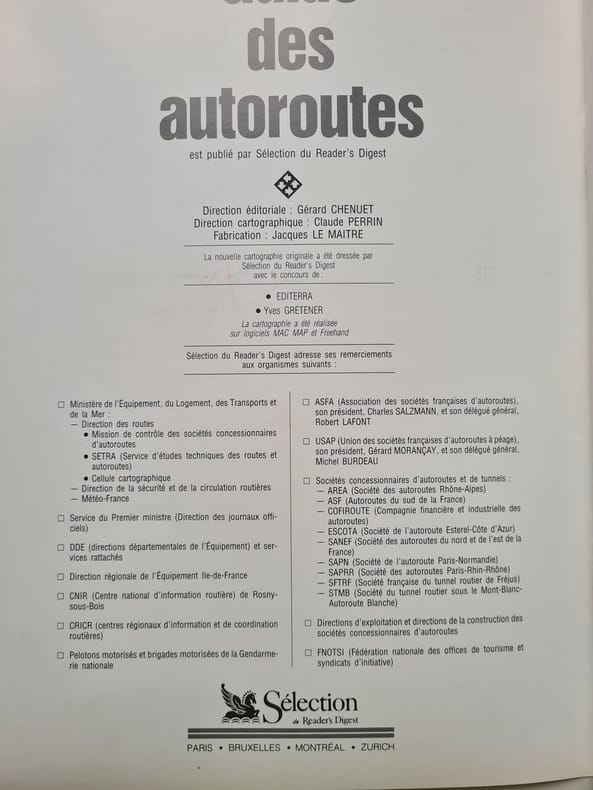 Guide
des
autoroutes
est publié par Sélection du Reader's Digest
Direction éditoriale : Gérard CHENUET
Direction cartographique : Claude PERRIN
Fabrication : Jacques LE MAITRE
La nouvelle cartographie originale a été dressée par
Sélection du Reader's Digest
avec le concours de :
● EDITERRA
● Yves GRETENER
La cartographie a été réalisée
sur logiciels MAC MAP et Freehand
Sélection du Reader's Digest adresse ses remerciements
aux organismes suivants :
□ Ministère de l'Équipement, du Logement, des Transports et
de la Mer :
— Direction des routes
● Mission de contrôle des sociétés concessionnaires
d'autoroutes
● SETRA (Service d'études techniques des routes et
autoroutes)
● Cellule cartographique
— Direction de la sécurité et de la circulation routières
— Météo-France
□ Service du Premier ministre (Direction des journaux offi-
ciels)
□ DDE (directions départementales de l'Équipement) et ser-
vices rattachés
□ Direction régionale de l'Équipement Ile-de-France
□ CNIR (Centre national d'information routière) de Rosny-
sous-Bois
□ CRICR (centres régionaux d'information et de coordination
routières)
□ Pelotons motorisés et brigades motorisées de la Gendarme-
rie nationale
□ ASFA (Association des sociétés françaises d'autoroutes),
son président, Charles SALZMANN, et son délégué général,
Robert LAFONT
□ USAP (Union des sociétés françaises d'autoroutes à péage),
son président, Gérard MORANÇAY, et son délégué général,
Michel BURDEAU
□ Sociétés concessionnaires d'autoroutes et de tunnels :
— AREA (Société des autoroutes Rhône-Alpes)
— ASF (Autoroutes du sud de la France)
— COFIROUTE (Compagnie financière et industrielle des
autoroutes)
— ESCOTA (Société de l'autoroute Esterel-Côte d'Azur)
— SANEF (Société des autoroutes du nord et de l'est de la
France)
— SAPN (Société de l'autoroute Paris-Normandie)
— SAPRR (Société des autoroutes Paris-Rhin-Rhône)
— SFTRF (Société française du tunnel routier de Fréjus)
— STMB (Société du tunnel routier sous le Mont-Blanc-
Autoroute Blanche)
□ Directions d'exploitation et directions de la construction des
sociétés concessionnaires d'autoroutes
□ FNOTSI (Fédération nationale des offices de tourisme et
syndicats d'initiative)
Sélection
du Reader's Digest
PARIS • BRUXELLES • MONTRÉAL • ZURICH